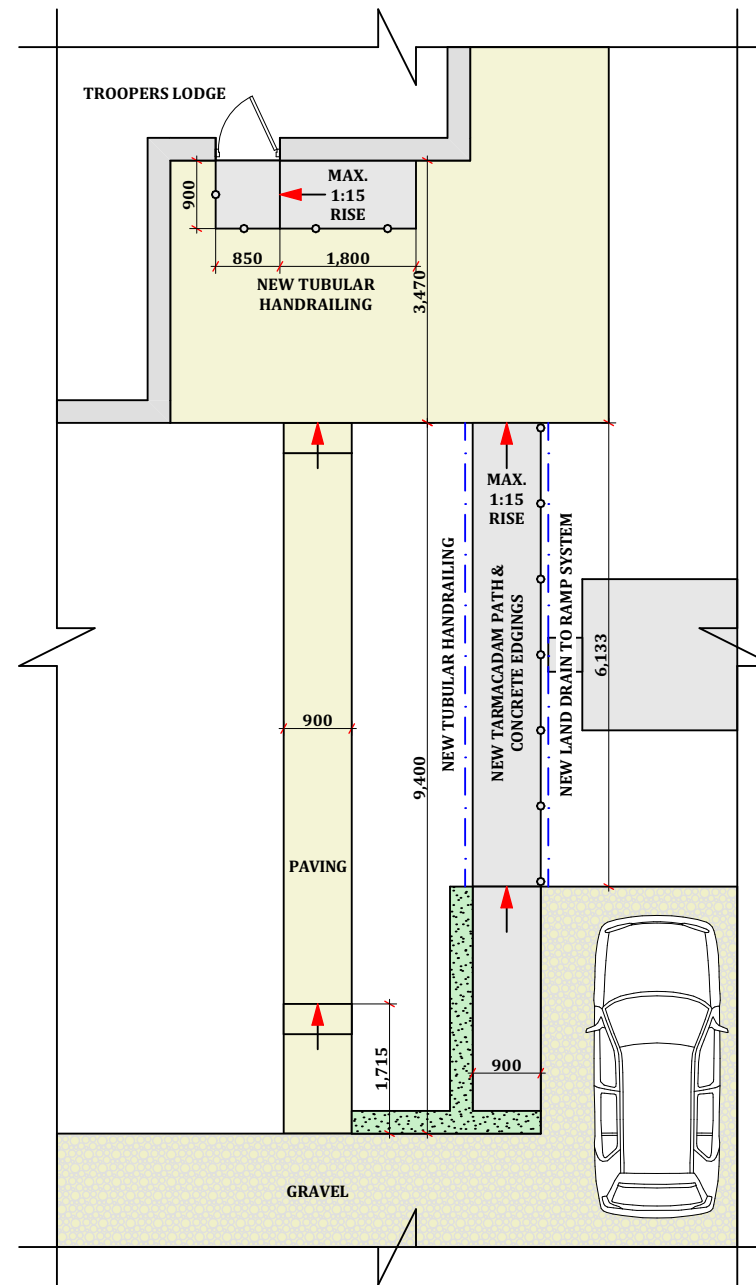 TROOPERS LODGE
MAX.
1:15
RISE
900
850
1,800
NEW TUBULAR
HANDRAILING
3,470
MAX.
1:15
RISE
NEW TUBULAR HANDRAILING
NEW TARMACADAM PATH &
CONCRETE EDGINGS
NEW LAND DRAIN TO RAMP SYSTEM
6,133
900
9,400
PAVING
1,715
900
GRAVEL